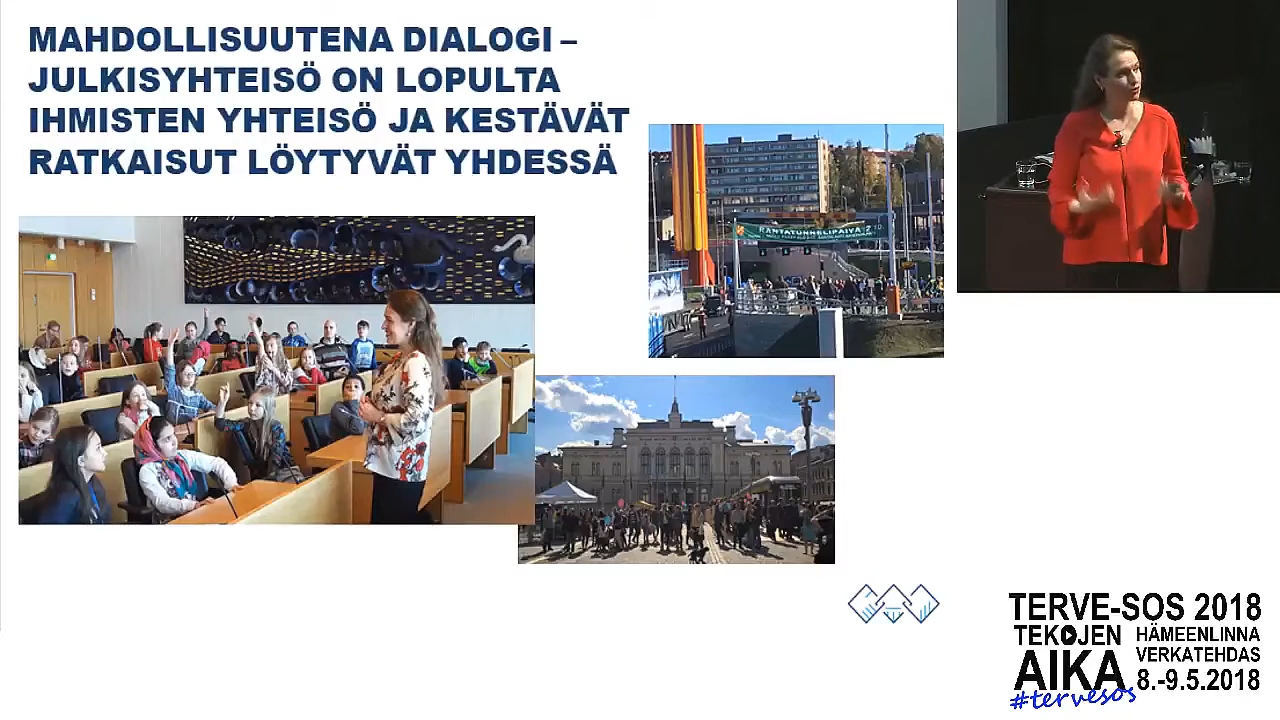 MAHDOLLISUUTENA DIALOGI –
JULKISYHTEISÖ ON LOPULTA
IHMISTEN YHTEISÖ JA KESTÄVÄT
RATKAISUT LÖYTYVÄT YHDESSÄ
RANTATUNNELIPÄIVÄ
TERVE-SOS 2018
TEKOJEN
AIKA
HÄMEENLINNA
VERKATEHDAS
8.-9.5.2018
#tervesos